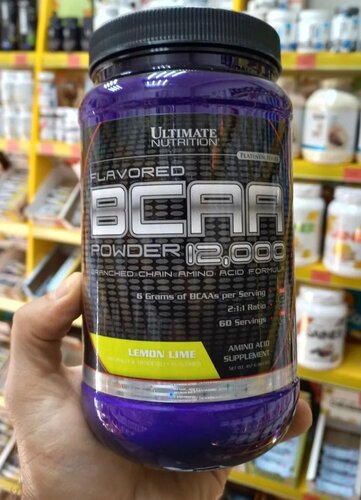 ULTIMATE
NUTRITION
PLATINUM SERIES
FLAVORED
BCAA
POWDER 12,000
BRANCHED CHAIN AMINO ACID FORMULA
6 Grams of BCAAs per Serving
2:1:1 Ratio
60 Servings
LEMON LIME
AMINO ACID
SUPPLEMENT